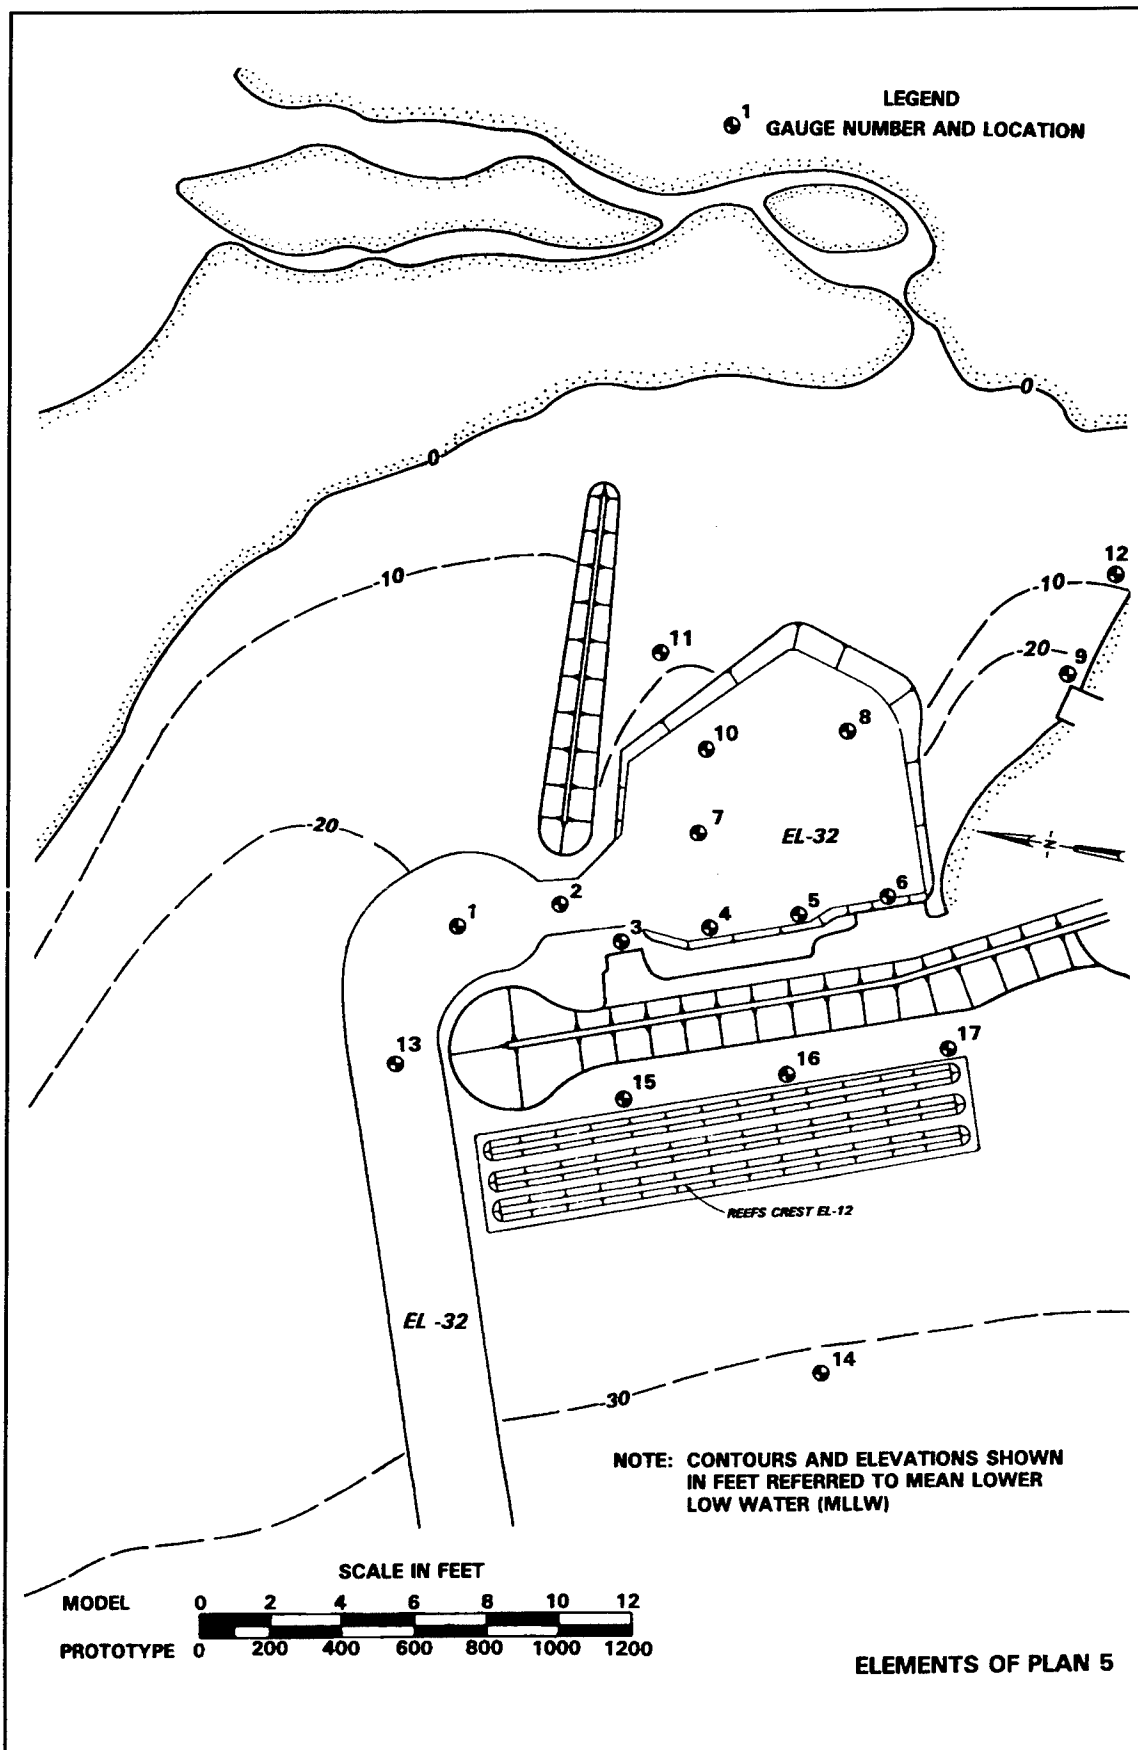 LEGEND
1
GAUGE NUMBER AND LOCATION
0
0
-10
12
-10
-20
9
11
8
10
7
EL-32
-20
N
6
2
5
1
4
3
17
13
16
15
REEFS CREST EL-12
EL -32
14
-30
NOTE: CONTOURS AND ELEVATIONS SHOWN
IN FEET REFERRED TO MEAN LOWER
LOW WATER (MLLW)
SCALE IN FEET
MODEL 0 2 4 6 8 10 12
PROTOTYPE 0 200 400 600 800 1000 1200
ELEMENTS OF PLAN 5